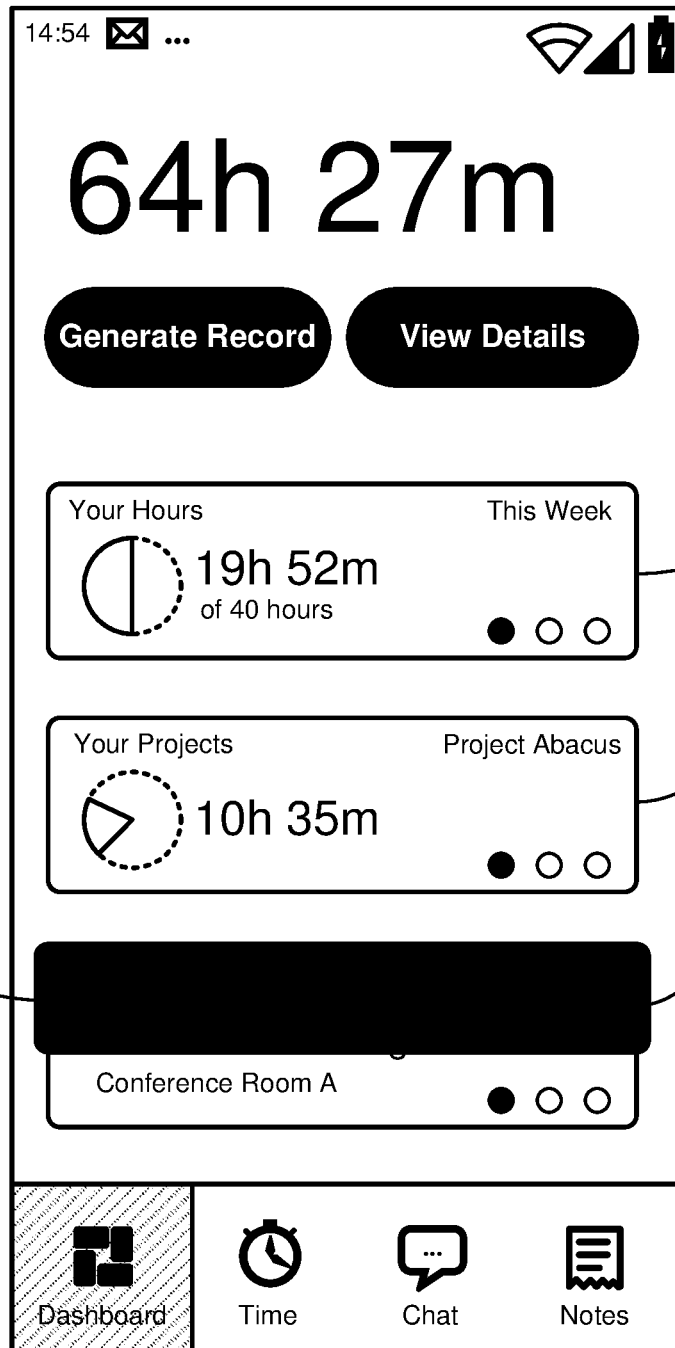 14:54
64h 27m
Generate Record View Details
Your Hours This Week
19h 52m
of 40 hours
Your Projects Project Abacus
10h 35m
Conference Room A
Dashboard Time Chat Notes